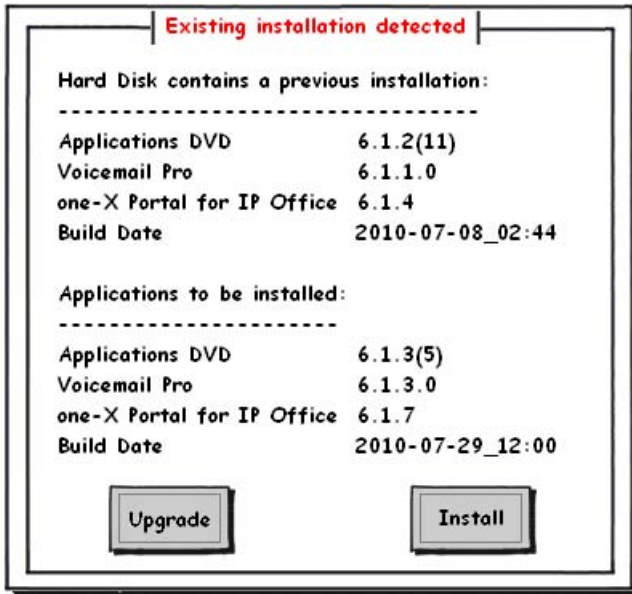 Existing installation detected
Hard Disk contains a previous installation:
-----------------------------------
Applications DVD 6.1.2(11)
Voicemail Pro 6.1.1.0
one-X Portal for IP Office 6.1.4
Build Date 2010-07-08_02:44
Applications to be installed:
-----------------------
Applications DVD 6.1.3(5)
Voicemail Pro 6.1.3.0
one-X Portal for IP Office 6.1.7
Build Date 2010-07-29_12:00
Upgrade Install